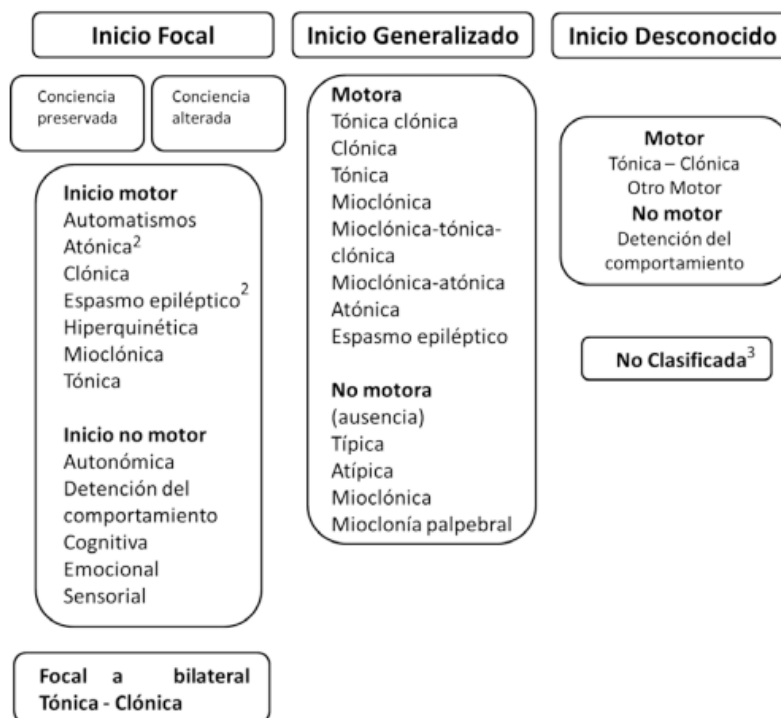 Inicio Focal
Conciencia
preservada
Conciencia
alterada
Inicio motor
Automatismos
Atónica²
Clónica
Espasmo epiléptico²
Hiperquinética
Mioclónica
Tónica
Inicio no motor
Autonómica
Detención del
comportamiento
Cognitiva
Emocional
Sensorial
Focal a bilateral
Tónica - Clónica
Inicio Generalizado
Motora
Tónica clónica
Clónica
Tónica
Mioclónica
Mioclónica-tónica-
clónica
Mioclónica-atónica
Atónica
Espasmo epiléptico
No motora
(ausencia)
Típica
Atípica
Mioclónica
Mioclonía palpebral
Inicio Desconocido
Motor
Tónica – Clónica
Otro Motor
No motor
Detención del
comportamiento
No Clasificada³